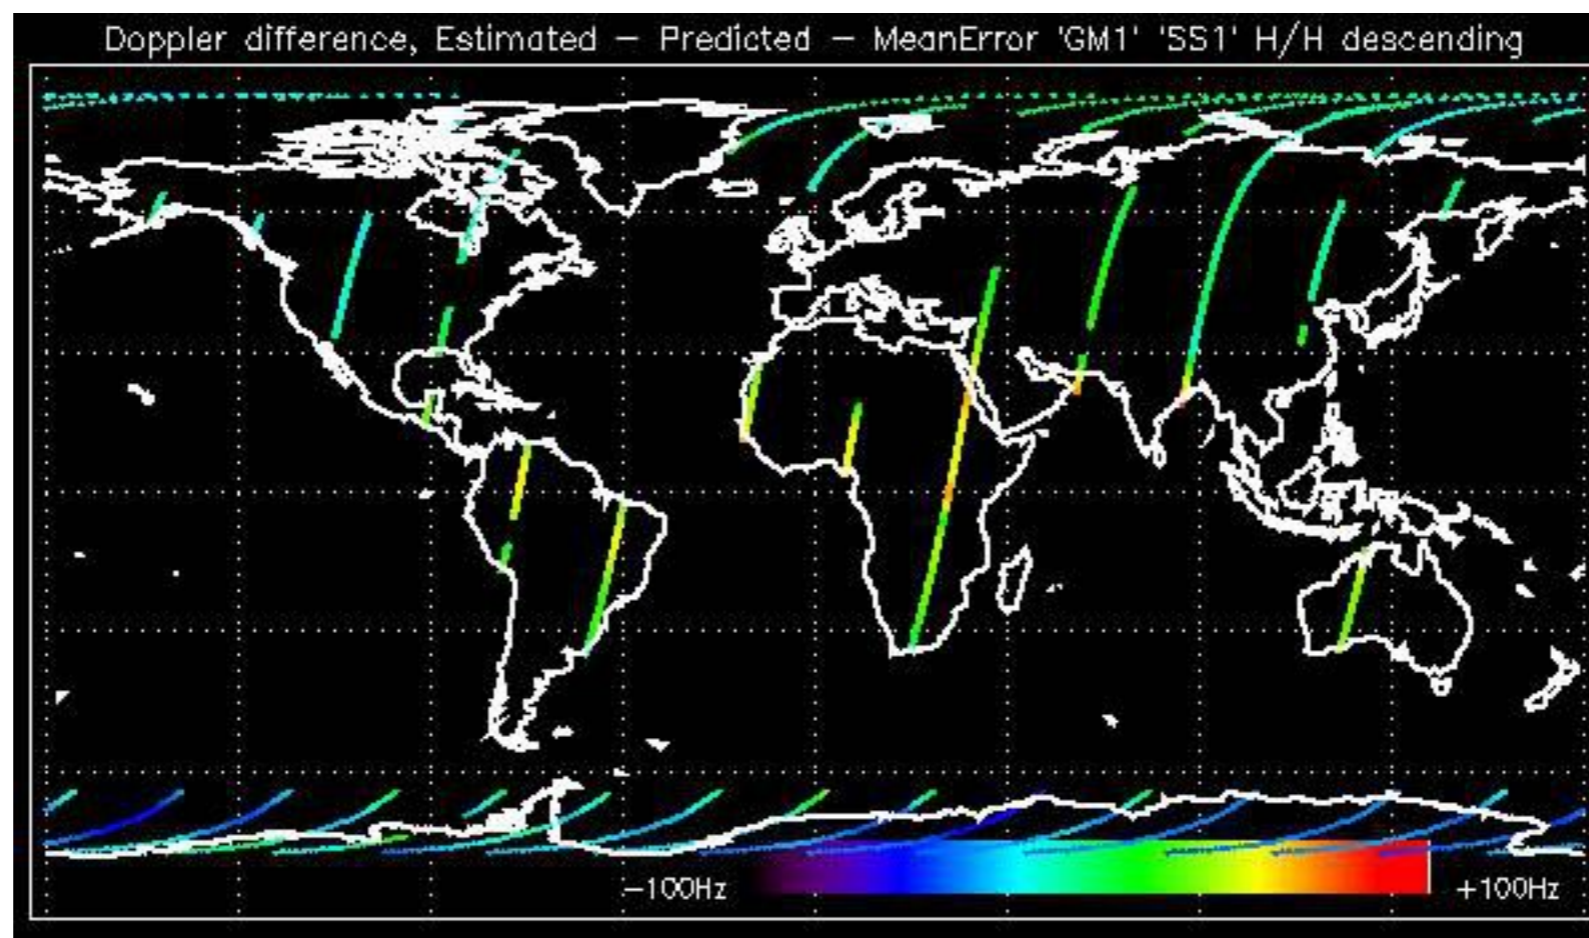 Doppler difference, Estimated − Predicted − MeanError 'GM1' 'SS1' H/H descending
−100Hz +100Hz